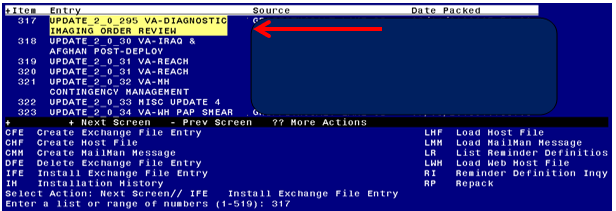 +Item Entry Source Date Packed
317 UPDATE_2_0_295 VA-DIAGNOSTIC
IMAGING ORDER REVIEW
318 UPDATE_2_0_30 VA-IRAQ &
AFGHAN POST-DEPLOY
319 UPDATE_2_0_31 VA-REACH
320 UPDATE_2_0_31 VA-REACH
321 UPDATE_2_0_32 VA-MH
CONTINGENCY MANAGEMENT
322 UPDATE_2_0_33 MISC UPDATE 4
323 UPDATE_2_0_34 VA-WH PAP SMEAR
+ + Next Screen - Prev Screen ?? More Actions
CFE Create Exchange File Entry LHF Load Host File
CHF Create Host File LMM Load MailMan Message
CMM Create MailMan Message LR List Reminder Definitions
DFE Delete Exchange File Entry LWH Load Web Host File
IFE Install Exchange File Entry RI Reminder Definition Inqy
IH Installation History RP Repack
Select Action: Next Screen// IFE Install Exchange File Entry
Enter a list or range of numbers (1-519): 317